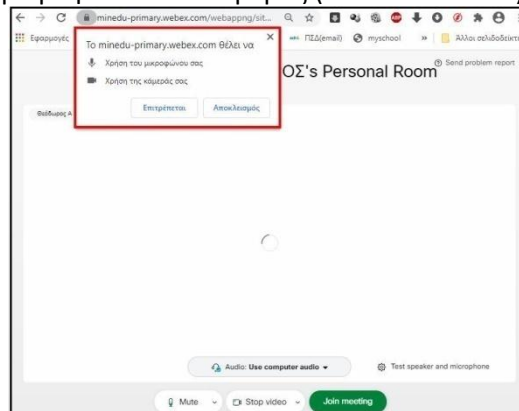 minedu-primary.webex.com/webappng/sit...
Εφαρμογές
ΠΣΔ(email)
myschool
»
Άλλοι σελιδοδείκτ
Το minedu-primary.webex.com θέλει να
Χρήση του μικροφώνου σας
Χρήση της κάμεράς σας
Επιτρέπεται
Αποκλεισμός
ΟΣ's Personal Room
Send problem report
Θεόδωρος Α
Audio: Use computer audio
Test speaker and microphone
Mute
Stop video
Join meeting